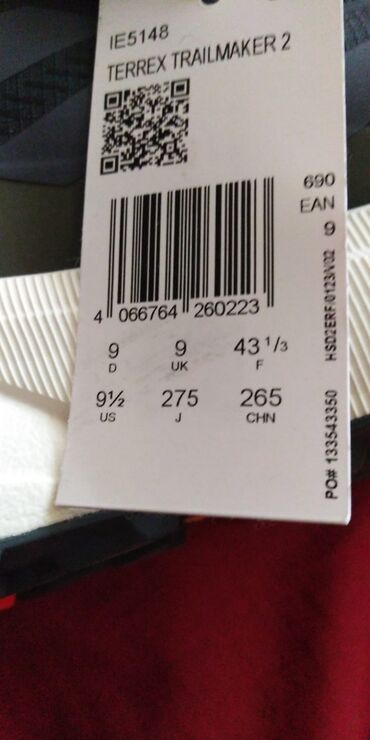 IE5148
TERREX TRAILMAKER 2
690
EAN
9
4 066764 260223
9 9 43 1/3
D UK F
9½ 275 265
US J CHN
PO# 133543350 HSD2ERF/0123/V02